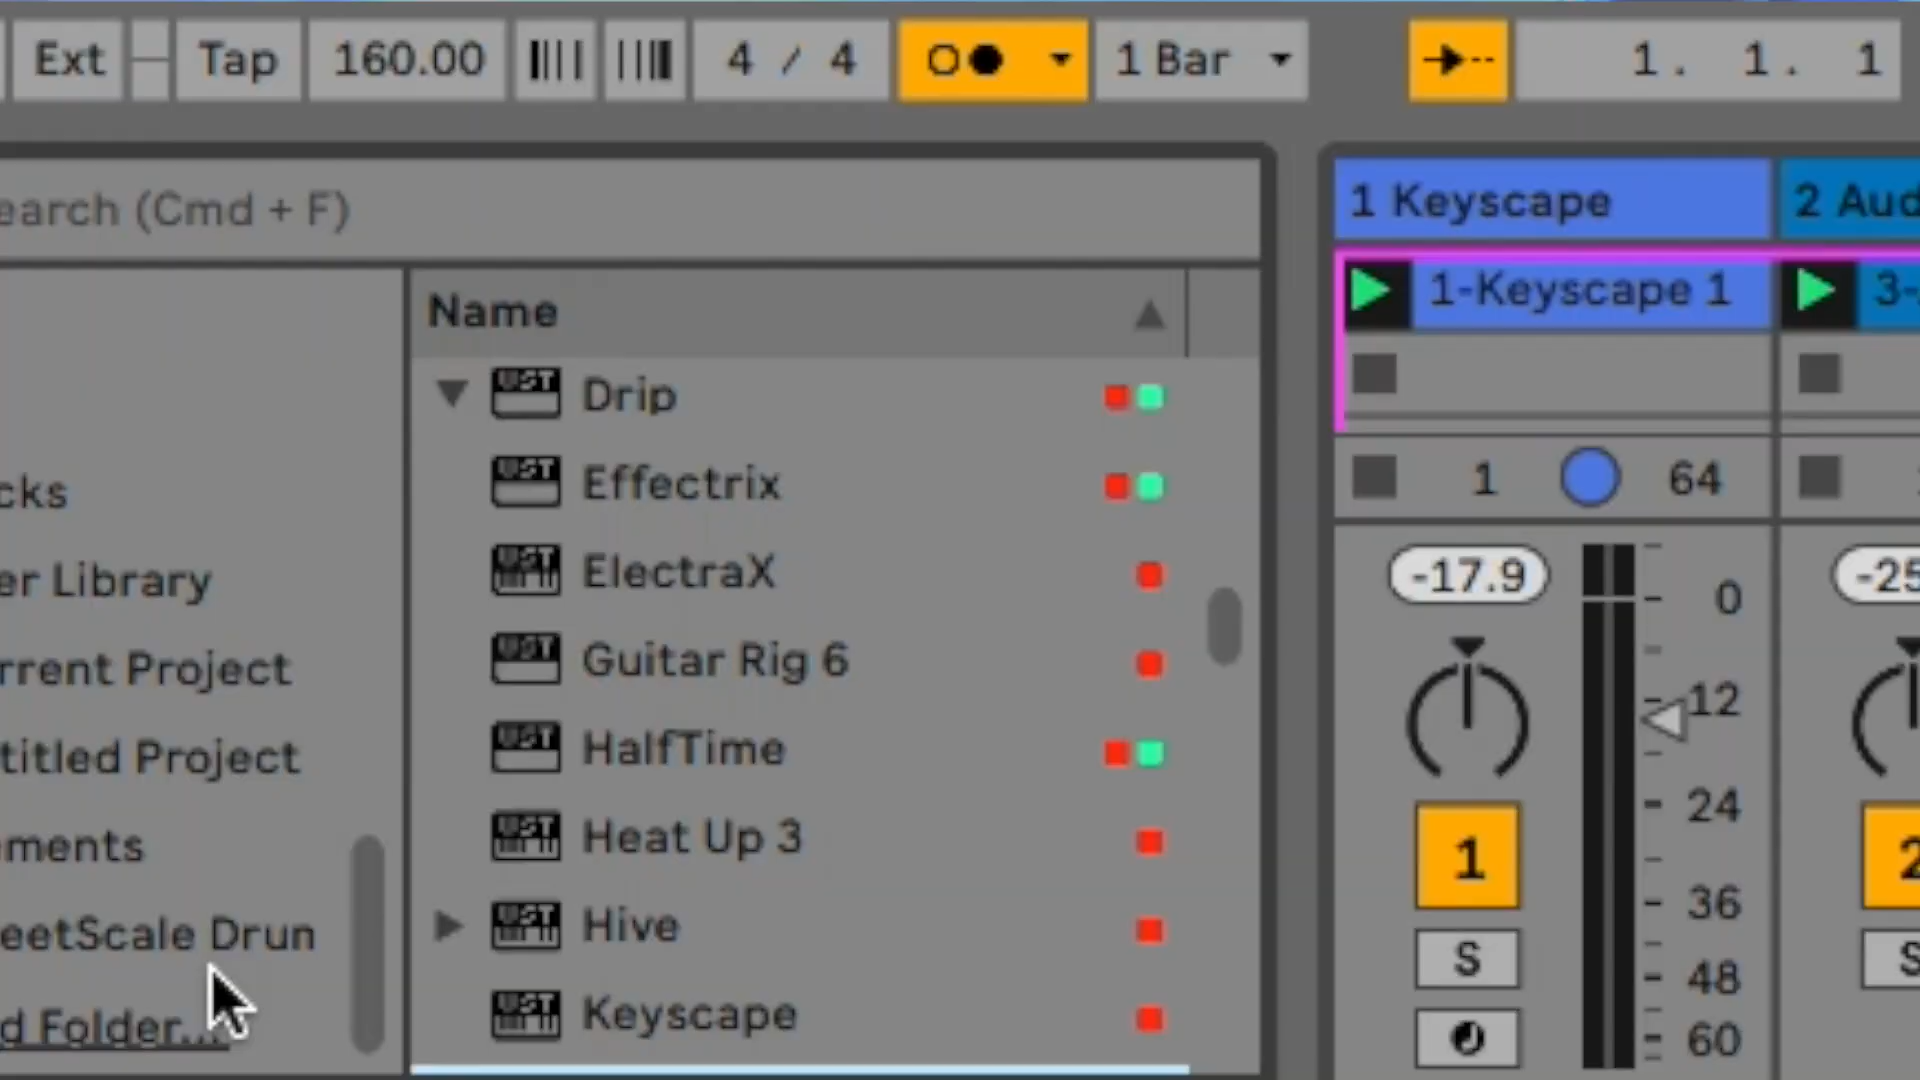 Ext Tap 160.00 4 / 4 1 Bar 1. 1. 1
earch (Cmd + F)
1 Keyscape 2 Aud
Name
1-Keyscape 1 3-
Drip
cks
Effectrix
1 64
er Library
ElectraX
-17.9 -25
0
rrent Project
Guitar Rig 6
12
titled Project
HalfTime
24
ements
Heat Up 3
1 2
36
eetScale Drun
Hive
S S
48
d Folder...
Keyscape
60